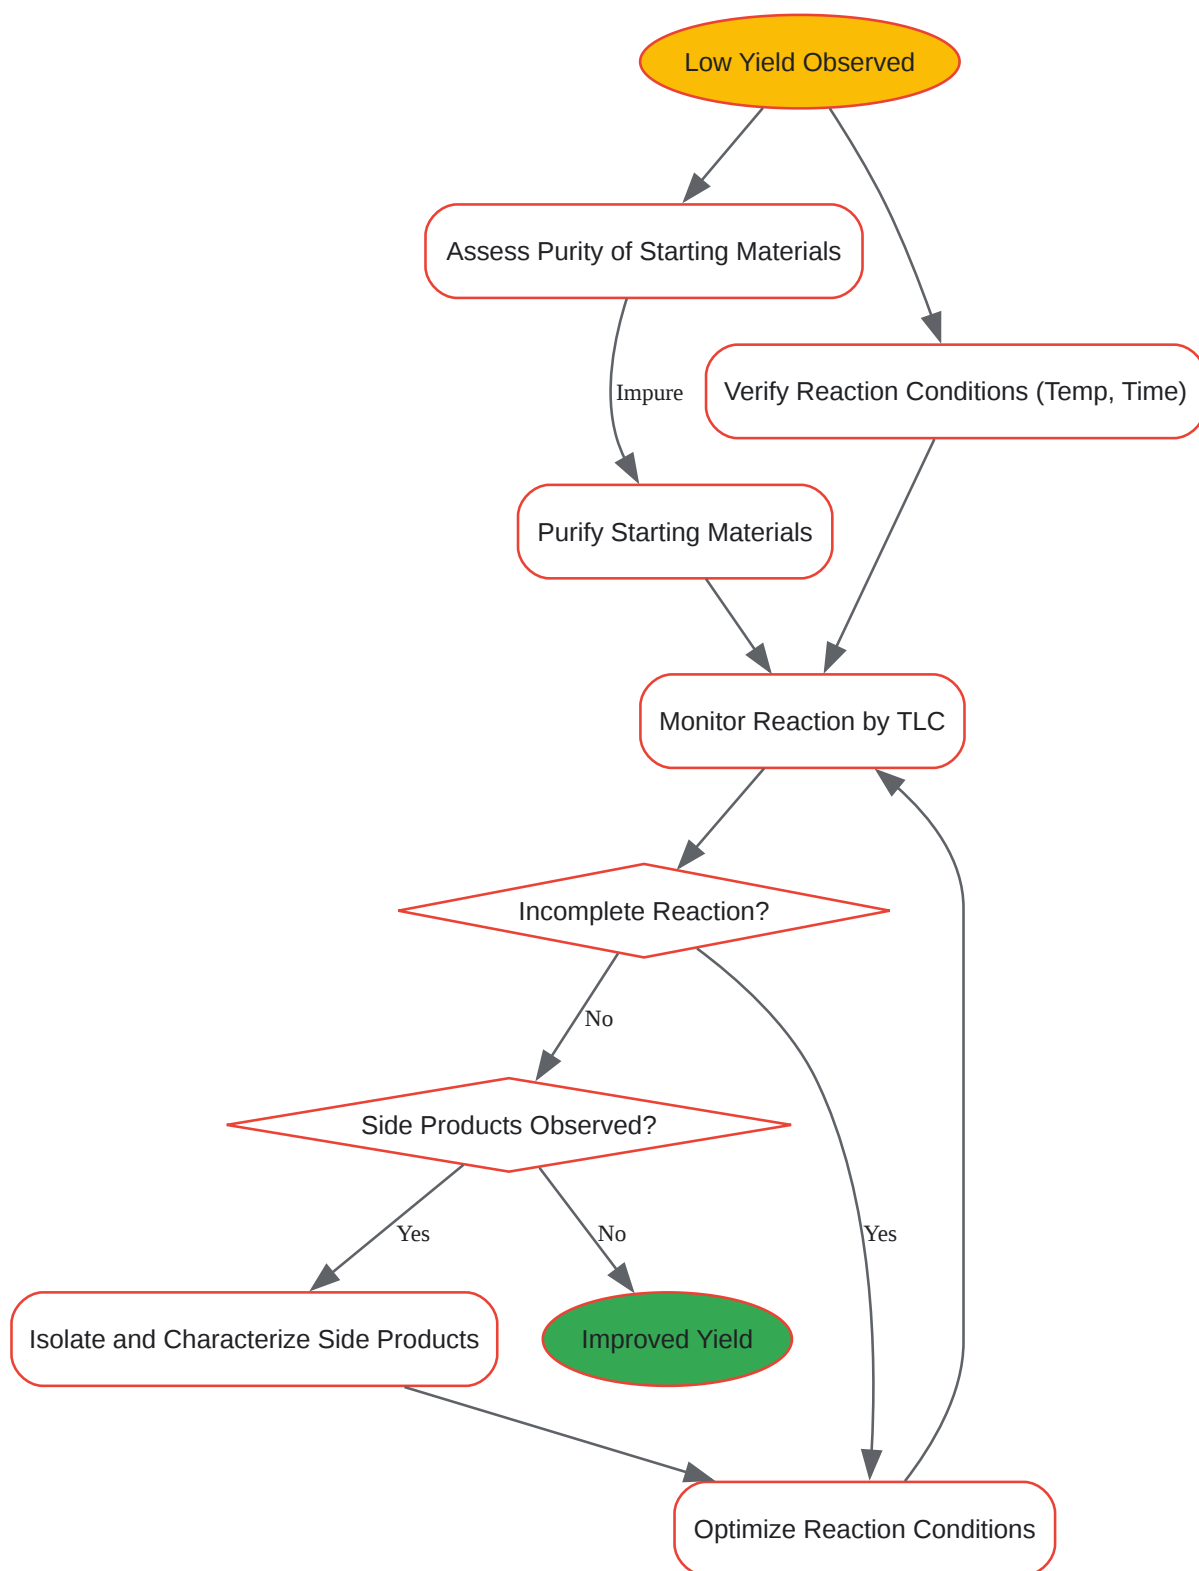 Low Yield Observed
Assess Purity of Starting Materials
Impure
Verify Reaction Conditions (Temp, Time)
Purify Starting Materials
Monitor Reaction by TLC
Incomplete Reaction?
No
Side Products Observed?
Yes
No
Yes
Isolate and Characterize Side Products
Improved Yield
Optimize Reaction Conditions